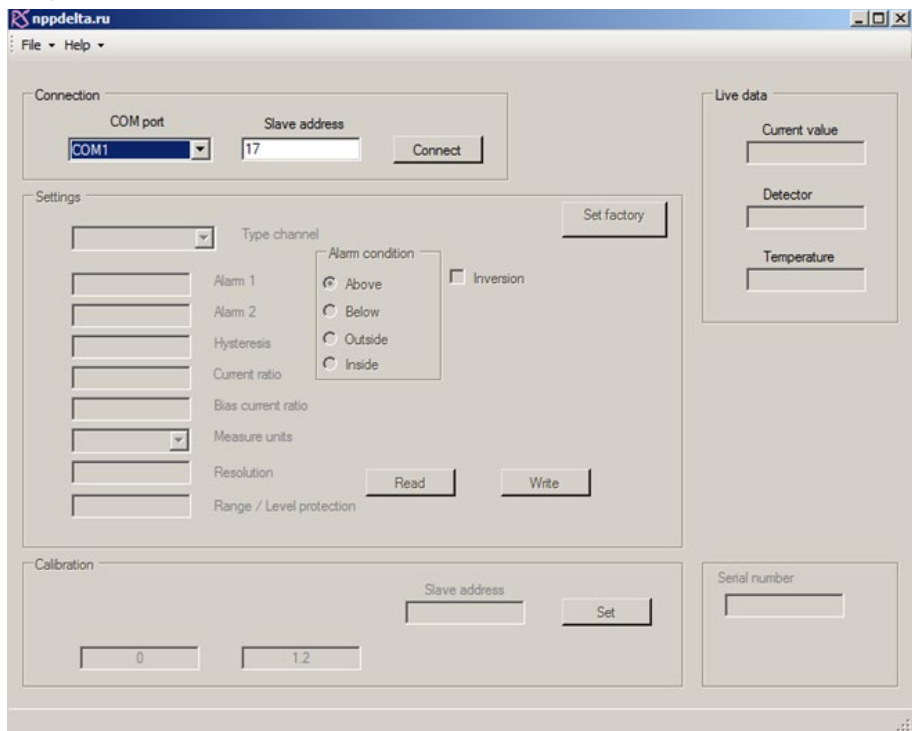 nppdelta.ru
File Help
Connection
COM port Slave address
COM1 17 Connect
Live data
Current value
Detector
Temperature
Settings
Set factory
Type channel
Alarm condition
Alarm 1 Above Inversion
Alarm 2 Below
Hysteresis Outside
Current ratio Inside
Bias current ratio
Measure units
Resolution Read Write
Range / Level protection
Calibration
Slave address
Set
0 1.2
Serial number